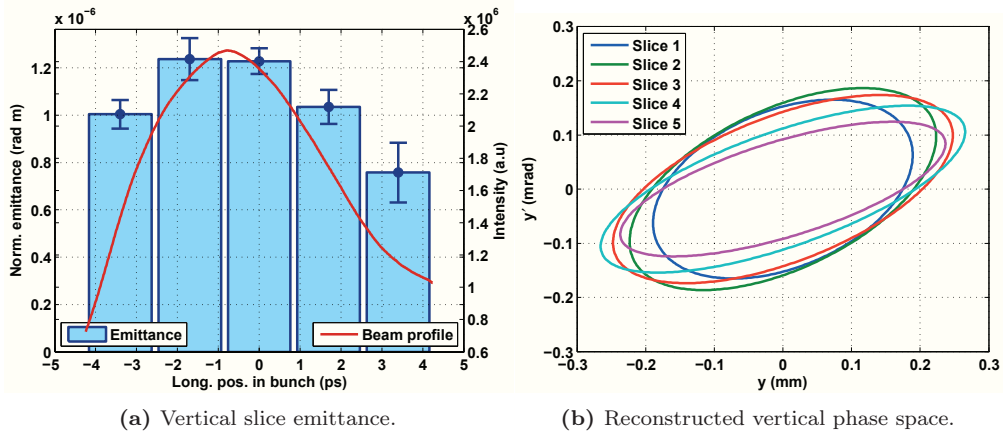 x 10⁻⁶
x 10⁶
Norm. emittance (rad m)
1.2
1
0.8
0.6
0.4
0.2
0
2.6
2.4
2.2
2
1.8
1.6
1.4
1.2
1
0.8
0.6
Intensity (a.u)
Emittance
Beam profile
−5 −4 −3 −2 −1 0 1 2 3 4 5
Long. pos. in bunch (ps)
(a) Vertical slice emittance.
Slice 1
Slice 2
Slice 3
Slice 4
Slice 5
y′ (mrad)
0.3
0.2
0.1
0
−0.1
−0.2
−0.3
−0.3 −0.2 −0.1 0 0.1 0.2 0.3
y (mm)
(b) Reconstructed vertical phase space.